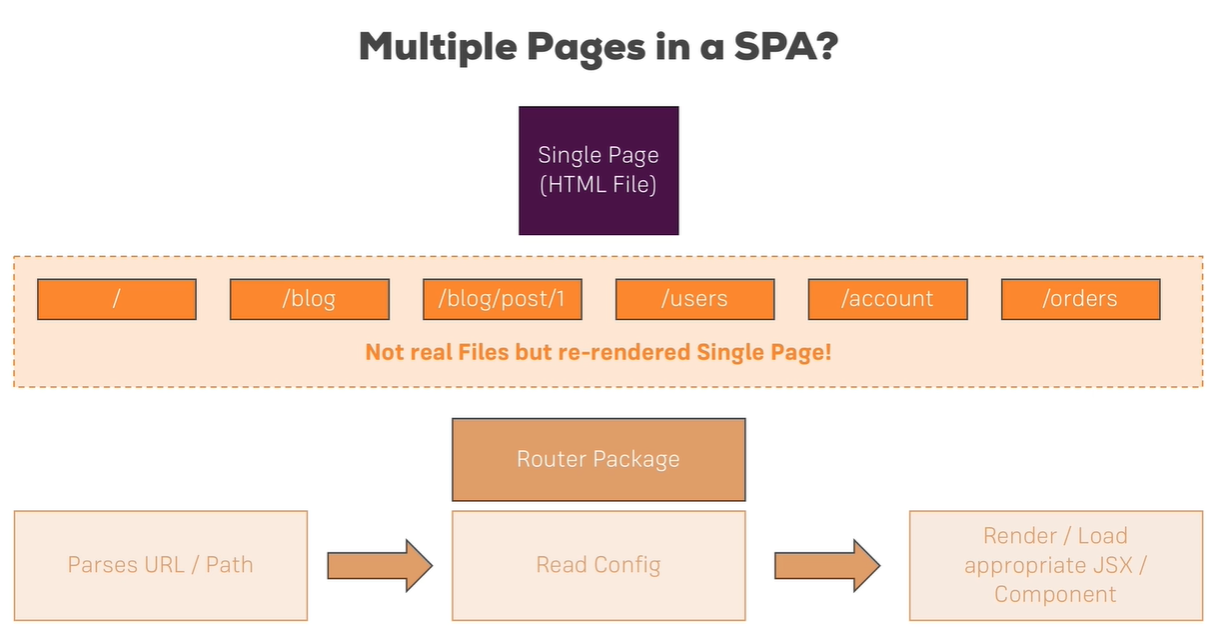 Multiple Pages in a SPA?
Single Page
(HTML File)
/
/blog
/blog/post/1
/users
/account
/orders
Not real Files but re-rendered Single Page!
Router Package
Parses URL / Path
Read Config
Render / Load
appropriate JSX /
Component